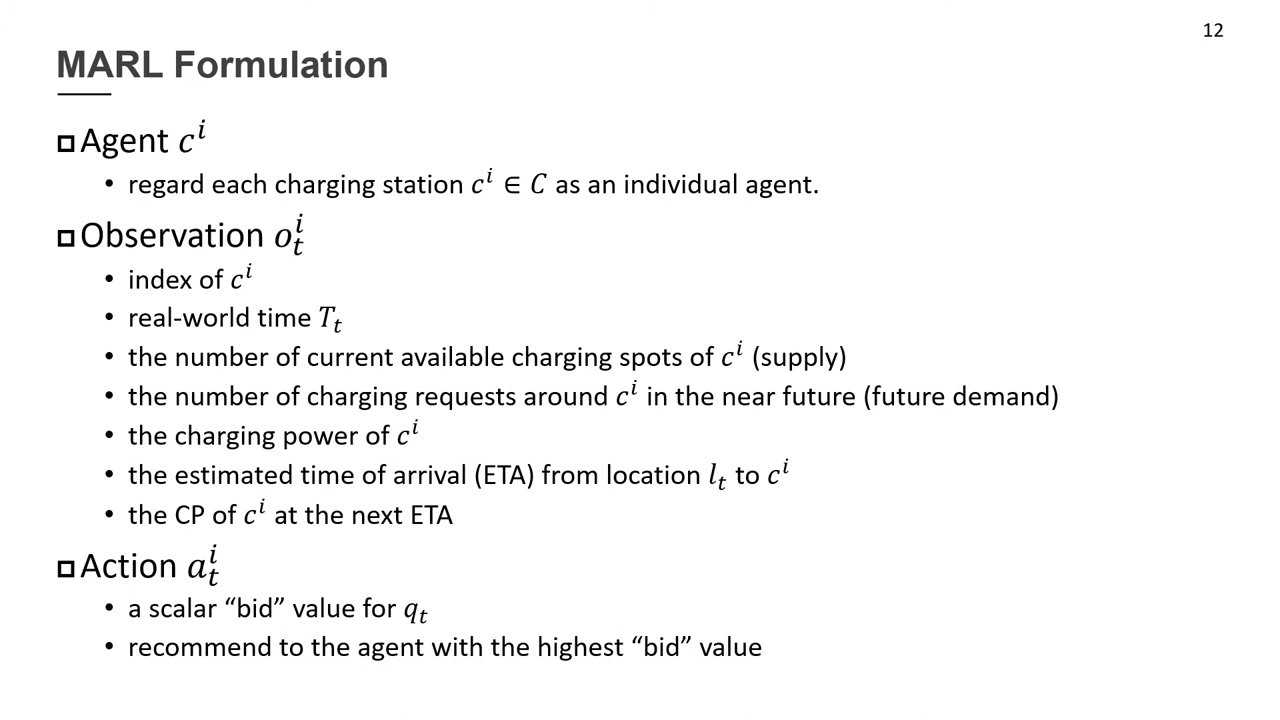 12
MARL Formulation
Agent $c^i$
• regard each charging station $c^i \in C$ as an individual agent.
Observation $o_t^i$
• index of $c^i$
• real-world time $T_t$
• the number of current available charging spots of $c^i$ (supply)
• the number of charging requests around $c^i$ in the near future (future demand)
• the charging power of $c^i$
• the estimated time of arrival (ETA) from location $l_t$ to $c^i$
• the CP of $c^i$ at the next ETA
Action $a_t^i$
• a scalar “bid” value for $q_t$
• recommend to the agent with the highest “bid” value